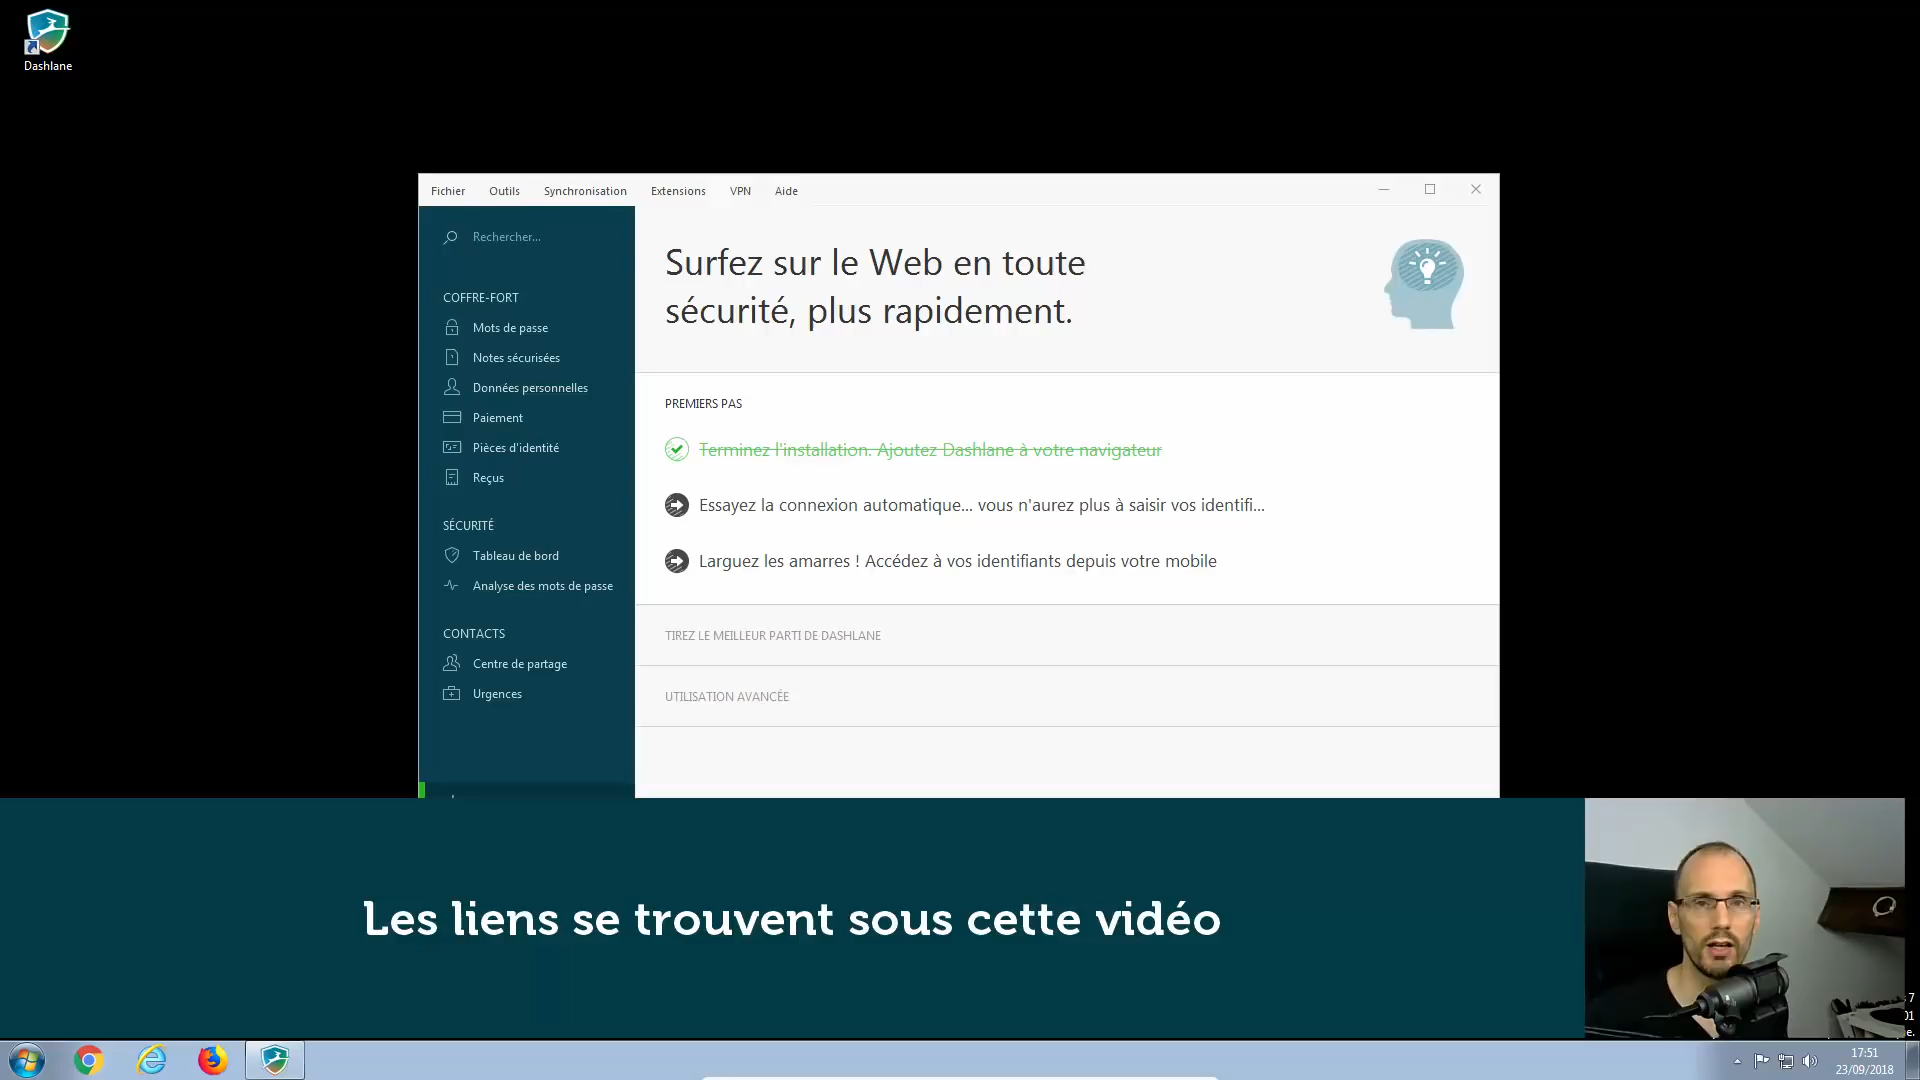 Dashlane
Fichier Outils Synchronisation Extensions VPN Aide
Rechercher...
COFFRE-FORT
Mots de passe
Notes sécurisées
Données personnelles
Paiement
Pièces d'identité
Reçus
SÉCURITÉ
Tableau de bord
Analyse des mots de passe
CONTACTS
Centre de partage
Urgences
Surfez sur le Web en toute
sécurité, plus rapidement.
PREMIERS PAS
Terminez l'installation. Ajoutez Dashlane à votre navigateur
Essayez la connexion automatique... vous n'aurez plus à saisir vos identifi...
Larguez les amarres ! Accédez à vos identifiants depuis votre mobile
TIREZ LE MEILLEUR PARTI DE DASHLANE
UTILISATION AVANCÉE
Les liens se trouvent sous cette vidéo
7
01
e.
17:51
23/09/2018